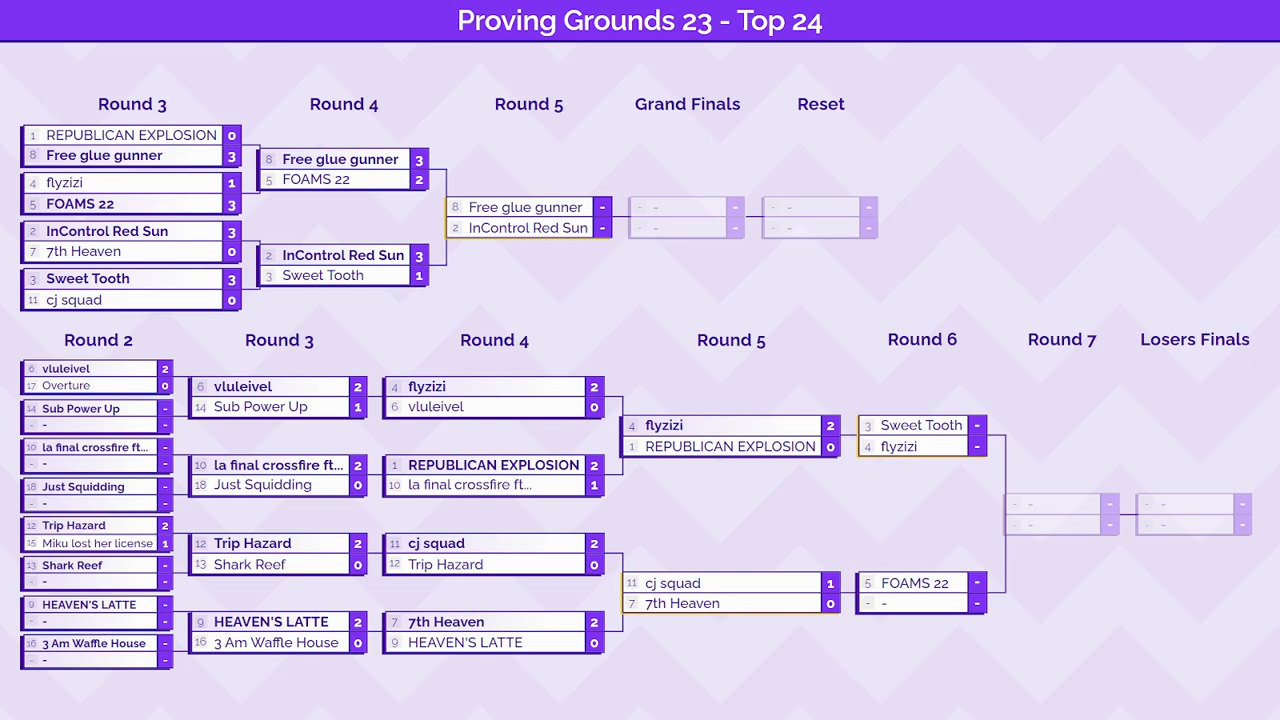 Proving Grounds 23 - Top 24
Round 3 Round 4 Round 5 Grand Finals Reset
1 REPUBLICAN EXPLOSION 0
8 Free glue gunner 3
4 flyzizi 1
5 FOAMS 22 3
2 InControl Red Sun 3
7 7th Heaven 0
3 Sweet Tooth 3
11 cj squad 0
8 Free glue gunner 3
5 FOAMS 22 2
2 InControl Red Sun 3
3 Sweet Tooth 1
8 Free glue gunner -
2 InControl Red Sun -
- - -
- - -
- - -
- - -
Round 2 Round 3 Round 4 Round 5 Round 6 Round 7 Losers Finals
6 vluleivel 2
17 Overture 0
14 Sub Power Up -
- - -
10 la final crossfire ft... -
- - -
18 Just Squidding -
- - -
12 Trip Hazard 2
15 Miku lost her license 1
13 Shark Reef -
- - -
9 HEAVEN'S LATTE -
- - -
16 3 Am Waffle House -
- - -
6 vluleivel 2
14 Sub Power Up 1
10 la final crossfire ft... 2
18 Just Squidding 0
12 Trip Hazard 2
13 Shark Reef 0
9 HEAVEN'S LATTE 2
16 3 Am Waffle House 0
4 flyzizi 2
6 vluleivel 0
1 REPUBLICAN EXPLOSION 2
10 la final crossfire ft... 1
11 cj squad 2
12 Trip Hazard 0
7 7th Heaven 2
9 HEAVEN'S LATTE 0
4 flyzizi 2
1 REPUBLICAN EXPLOSION 0
11 cj squad 1
7 7th Heaven 0
3 Sweet Tooth -
4 flyzizi -
5 FOAMS 22 -
- - -
- - -
- - -
- - -
- - -